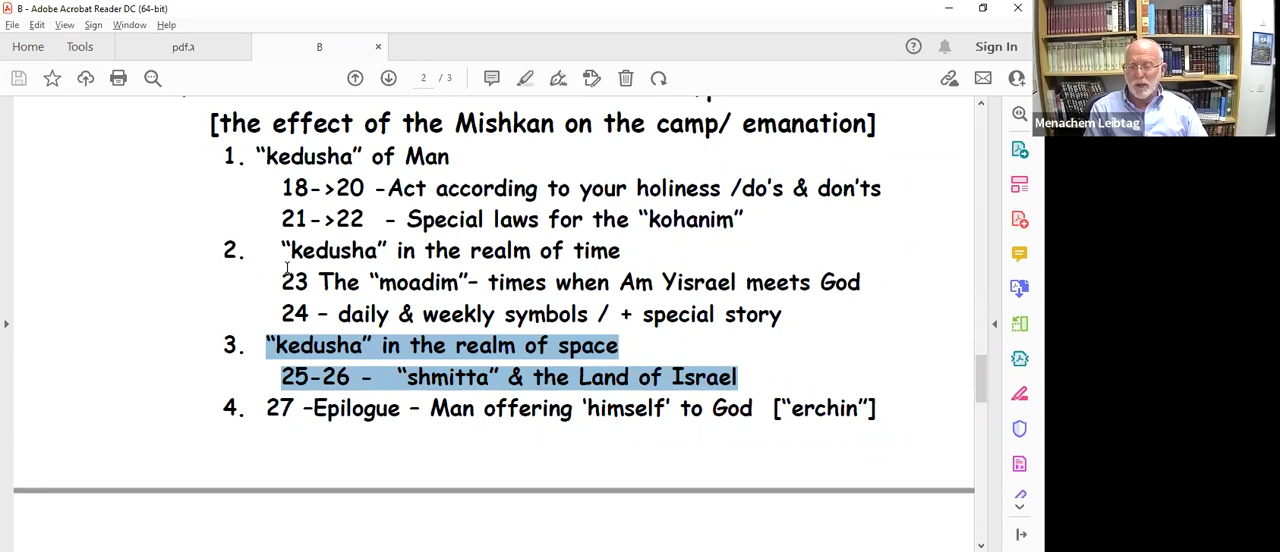 B - Adobe Acrobat Reader DC (64-bit)
File Edit View Sign Window Help
Home Tools pdf.ג B × Sign In
2 / 3
[the effect of the Mishkan on the camp/ emanation]
1. “kedusha” of Man
18->20 -Act according to your holiness /do's & don'ts
21->22 - Special laws for the “kohanim”
2. “kedusha” in the realm of time
23 The “moadim”- times when Am Yisrael meets God
24 - daily & weekly symbols / + special story
3. “kedusha” in the realm of space
25-26 - “shmitta” & the Land of Israel
4. 27 -Epilogue - Man offering 'himself' to God [“erchin”]
Menachem Leibtag